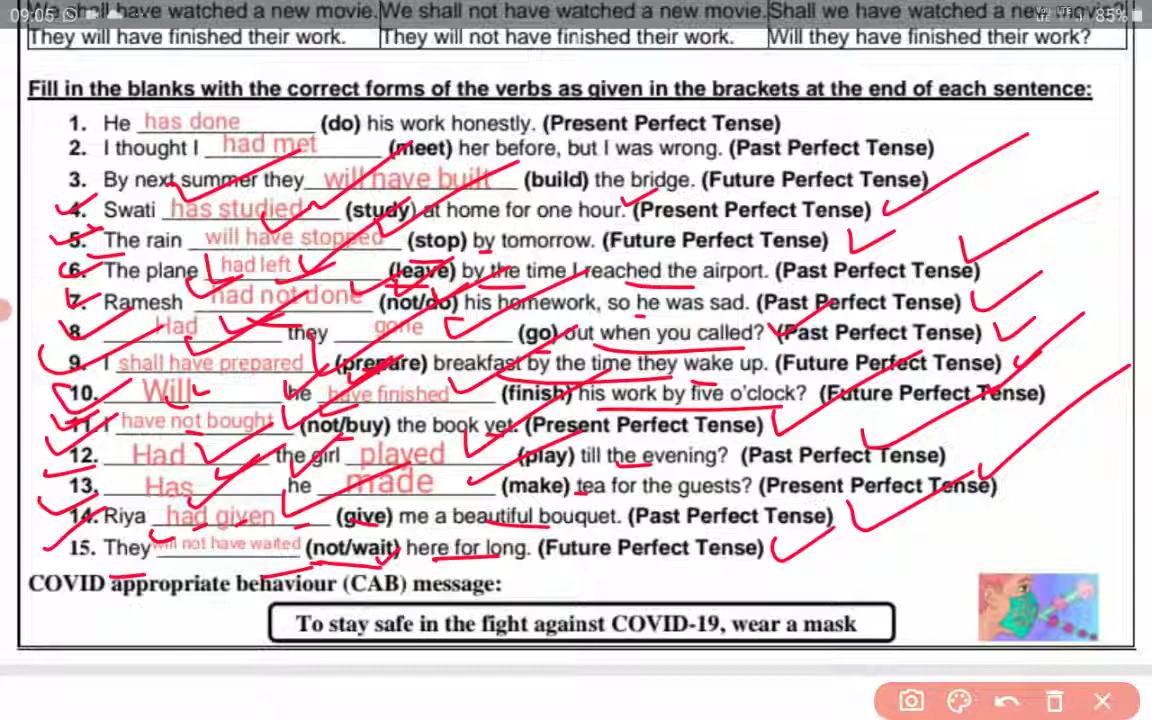 09:05 85%
shall have watched a new movie. We shall not have watched a new movie. Shall we have watched a new
They will have finished their work. They will not have finished their work. Will they have finished their work?
Fill in the blanks with the correct forms of the verbs as given in the brackets at the end of each sentence:
1. He has done (do) his work honestly. (Present Perfect Tense)
2. I thought I had met (meet) her before, but I was wrong. (Past Perfect Tense)
3. By next summer they will have built (build) the bridge. (Future Perfect Tense)
4. Swati has studied (study) at home for one hour. (Present Perfect Tense)
5. The rain will have stopped (stop) by tomorrow. (Future Perfect Tense)
6. The plane had left (leave) by the time I reached the airport. (Past Perfect Tense)
7. Ramesh had not done (not/do) his homework, so he was sad. (Past Perfect Tense)
8. Had they gone (go) out when you called? (Past Perfect Tense)
9. I shall have prepared (prepare) breakfast by the time they wake up. (Future Perfect Tense)
10. Will he have finished (finish) his work by five o'clock? (Future Perfect Tense)
11. I have not bought (not/buy) the book yet. (Present Perfect Tense)
12. Had the girl played (play) till the evening? (Past Perfect Tense)
13. Has he made (make) tea for the guests? (Present Perfect Tense)
14. Riya had given (give) me a beautiful bouquet. (Past Perfect Tense)
15. They will not have waited (not/wait) here for long. (Future Perfect Tense)
COVID appropriate behaviour (CAB) message:
To stay safe in the fight against COVID-19, wear a mask